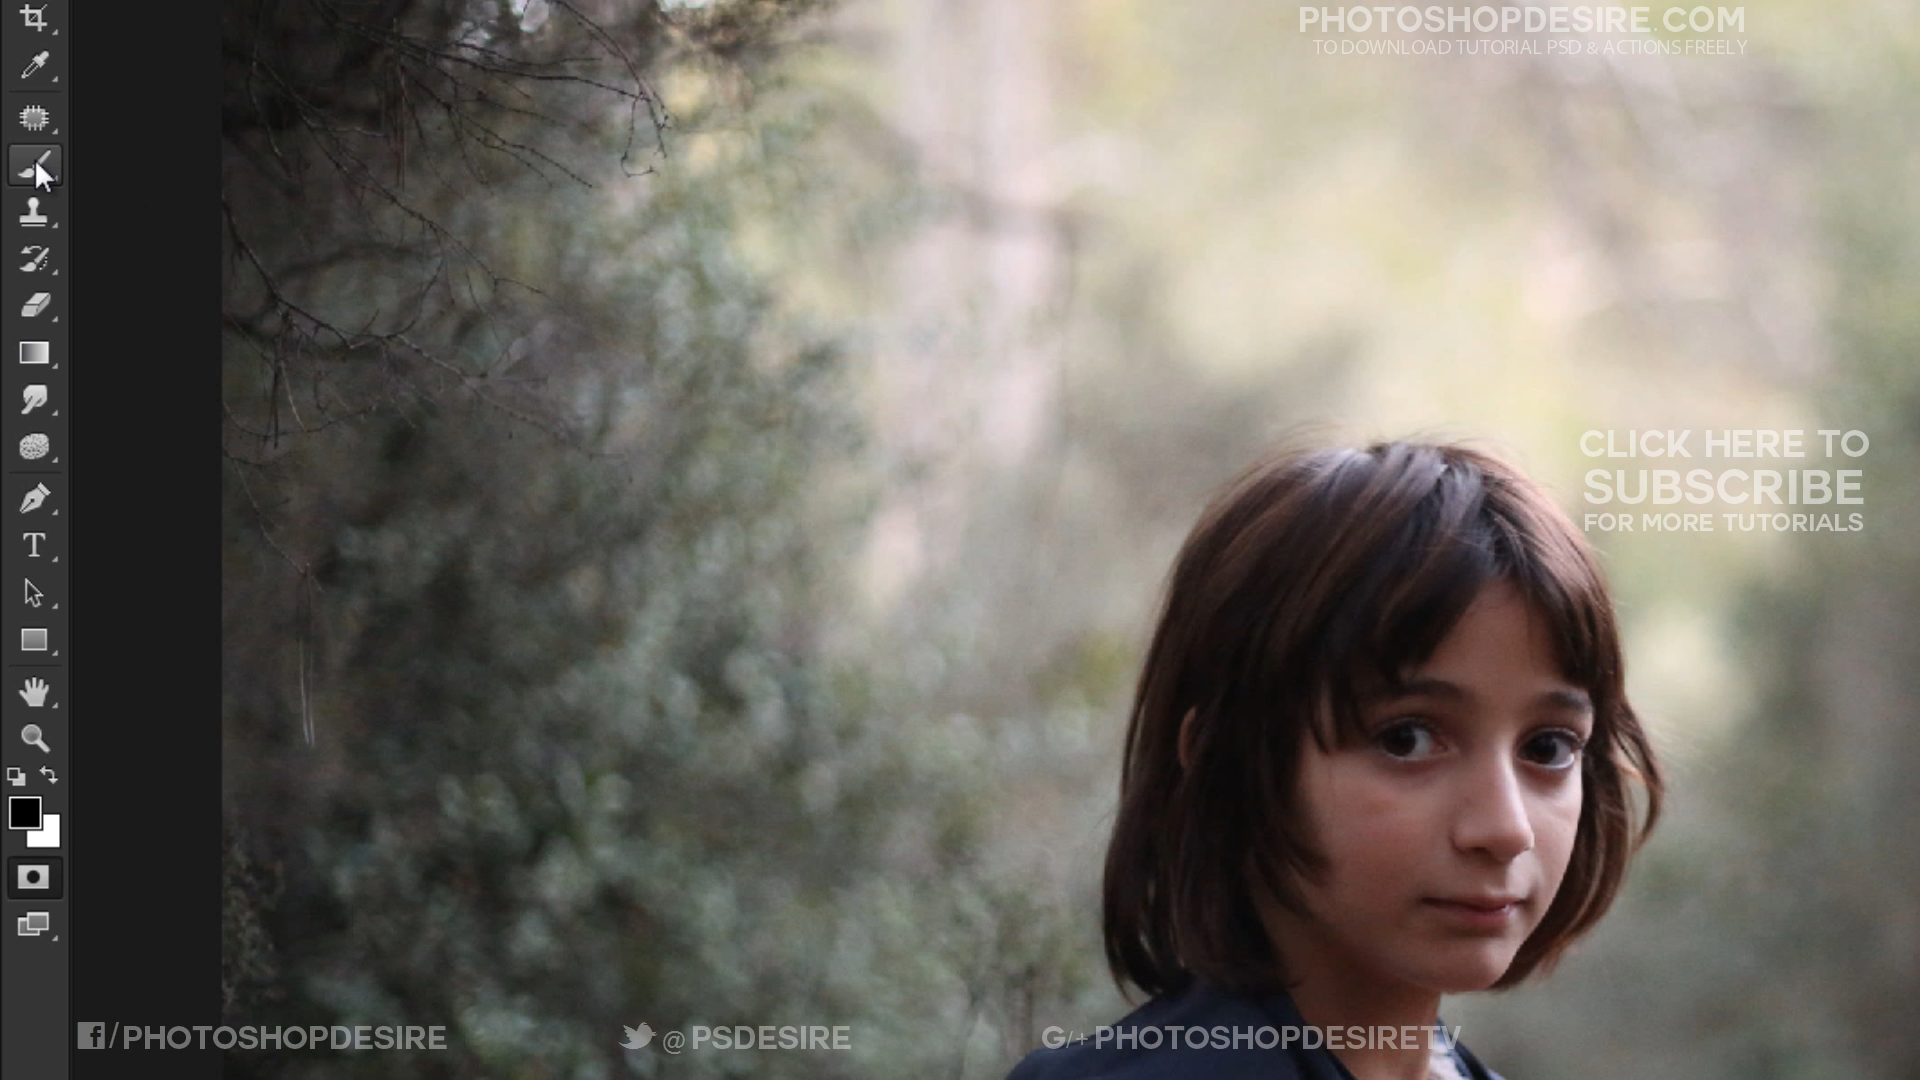 PHOTOSHOPDESIRE.COM
TO DOWNLOAD TUTORIAL PSD & ACTIONS FREELY
CLICK HERE TO
SUBSCRIBE
FOR MORE TUTORIALS
f/PHOTOSHOPDESIRE
@PSDESIRE
G/+PHOTOSHOPDESIRETV